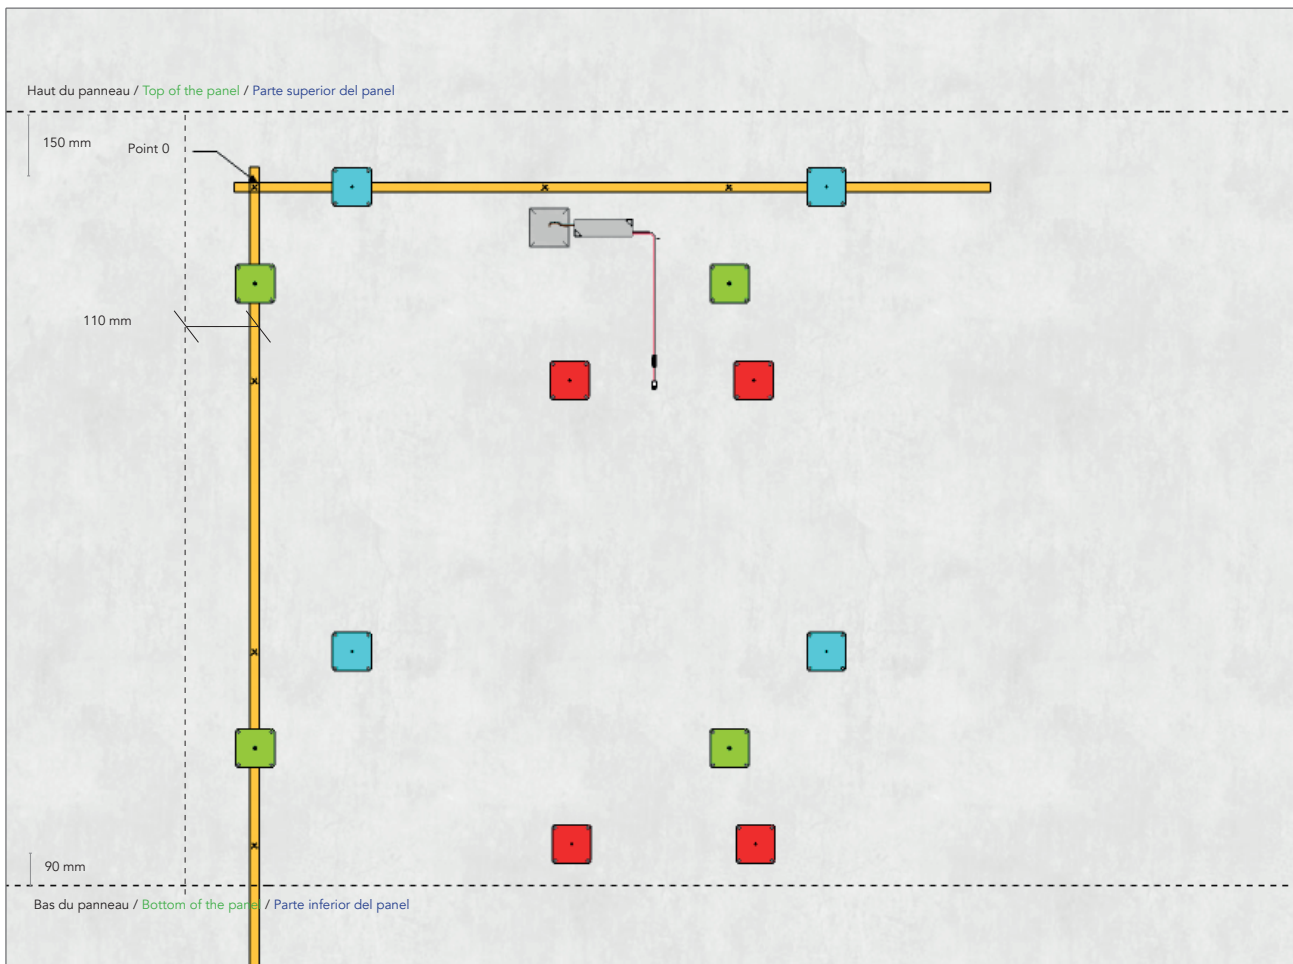 Haut du panneau / Top of the panel / Parte superior del panel
150 mm
Point 0
110 mm
90 mm
Bas du panneau / Bottom of the panel / Parte inferior del panel